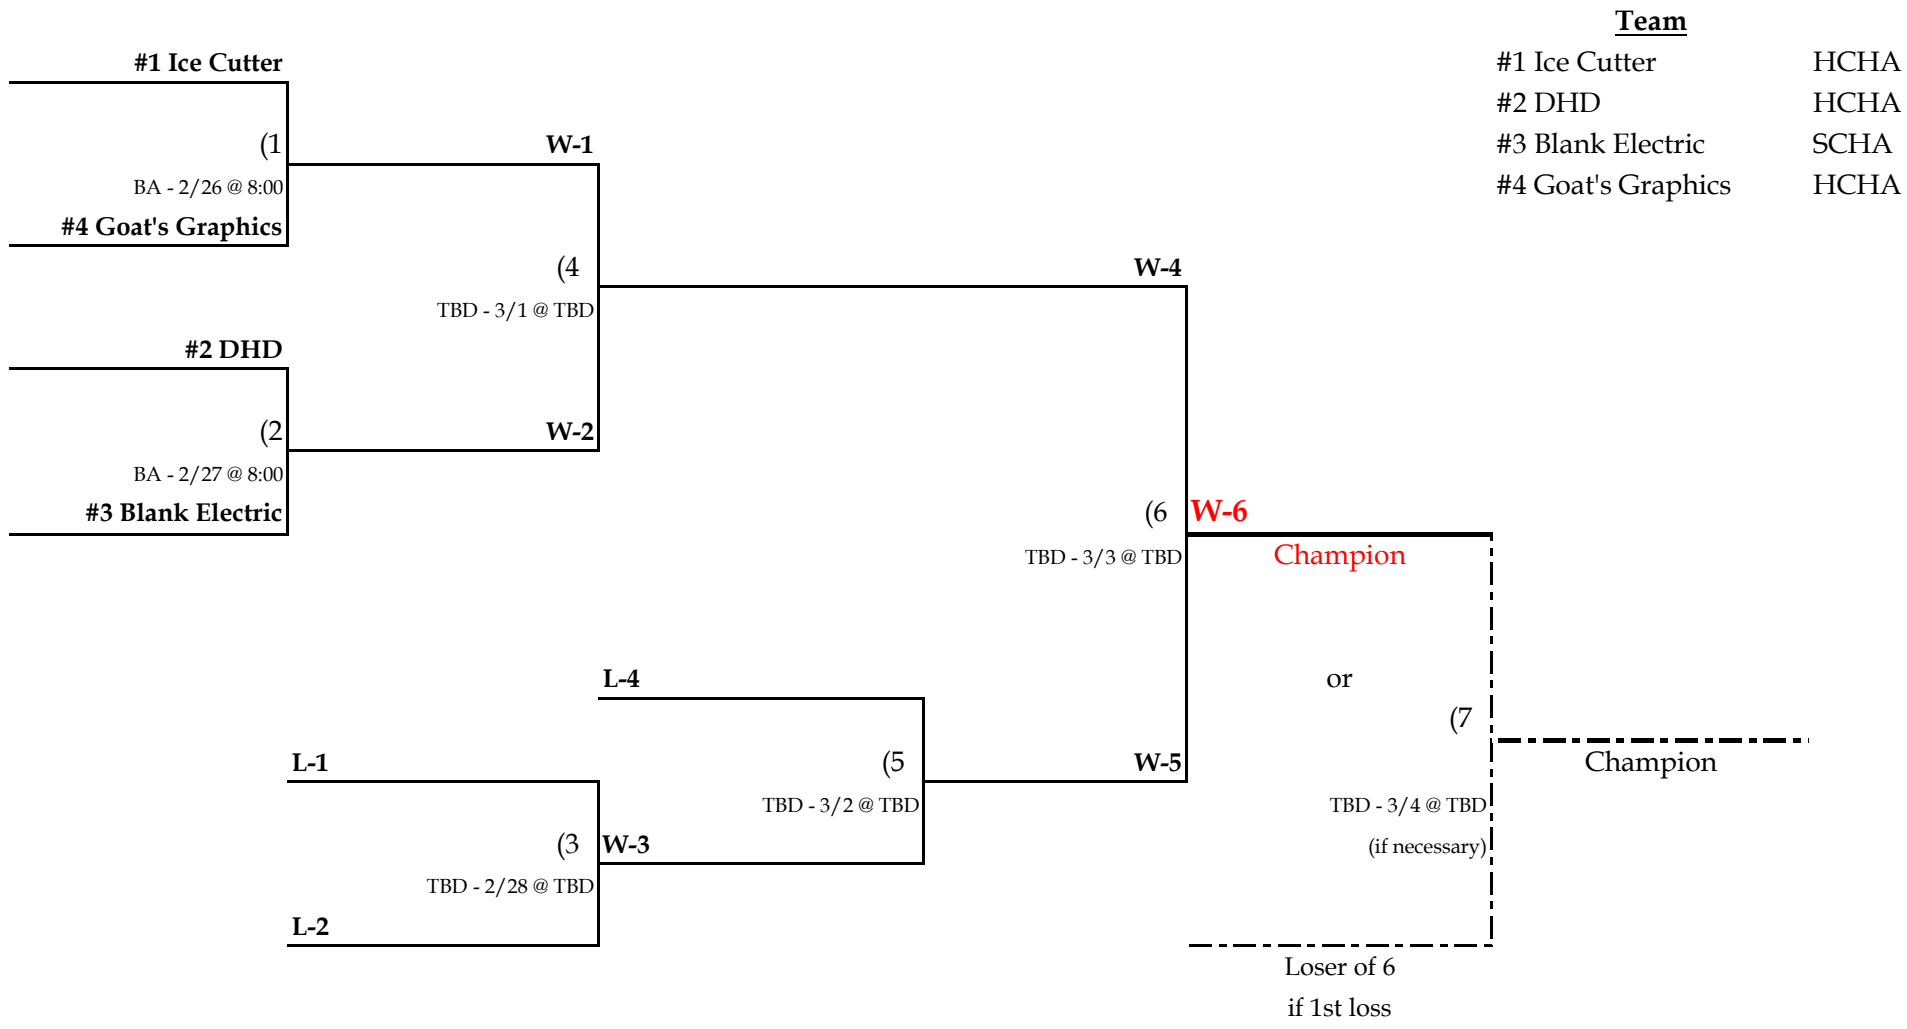 Team
#1 Ice Cutter HCHA
#2 DHD HCHA
#3 Blank Electric SCHA
#4 Goat's Graphics HCHA
#1 Ice Cutter
(1
BA - 2/26 @ 8:00
#4 Goat's Graphics
W-1
(4
TBD - 3/1 @ TBD
#2 DHD
(2
BA - 2/27 @ 8:00
#3 Blank Electric
W-2
W-4
(6
TBD - 3/3 @ TBD
W-6
Champion
or
L-4
(5
TBD - 3/2 @ TBD
W-5
L-1
(3
TBD - 2/28 @ TBD
L-2
W-3
(7
TBD - 3/4 @ TBD
(if necessary)
Champion
Loser of 6
if 1st loss